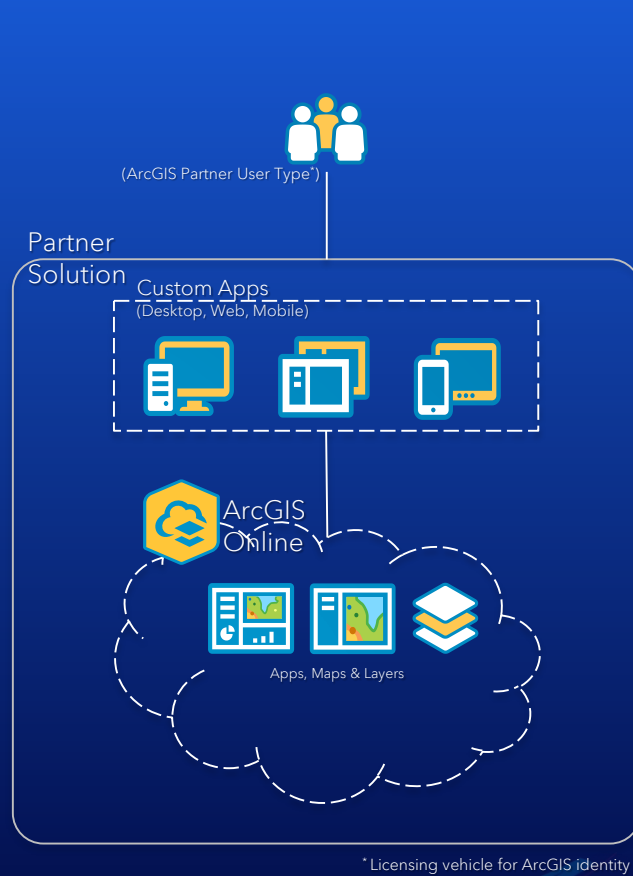 (ArcGIS Partner User Type*)
Partner
Solution
Custom Apps
(Desktop, Web, Mobile)
ArcGIS
Online
Apps, Maps & Layers
* Licensing vehicle for ArcGIS identity